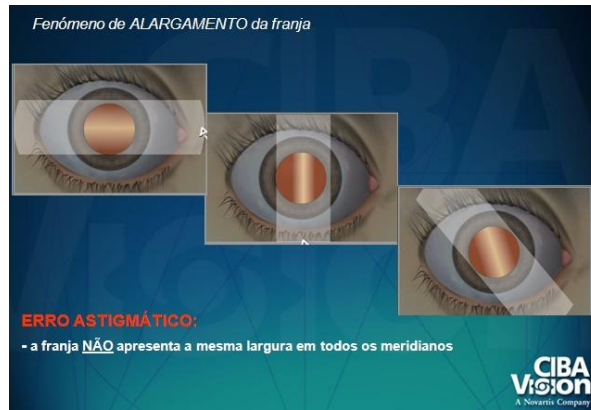 Fenómeno de ALARGAMENTO da franja
ERRO ASTIGMÁTICO:
- a franja NÃO apresenta a mesma largura em todos os meridianos
CIBA
Vision
A Novartis Company